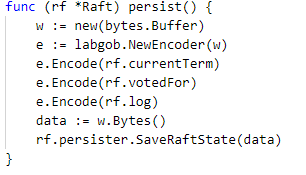 func (rf *Raft) persist() {
    w := new(bytes.Buffer)
    e := labgob.NewEncoder(w)
    e.Encode(rf.currentTerm)
    e.Encode(rf.votedFor)
    e.Encode(rf.log)
    data := w.Bytes()
    rf.persister.SaveRaftState(data)
}